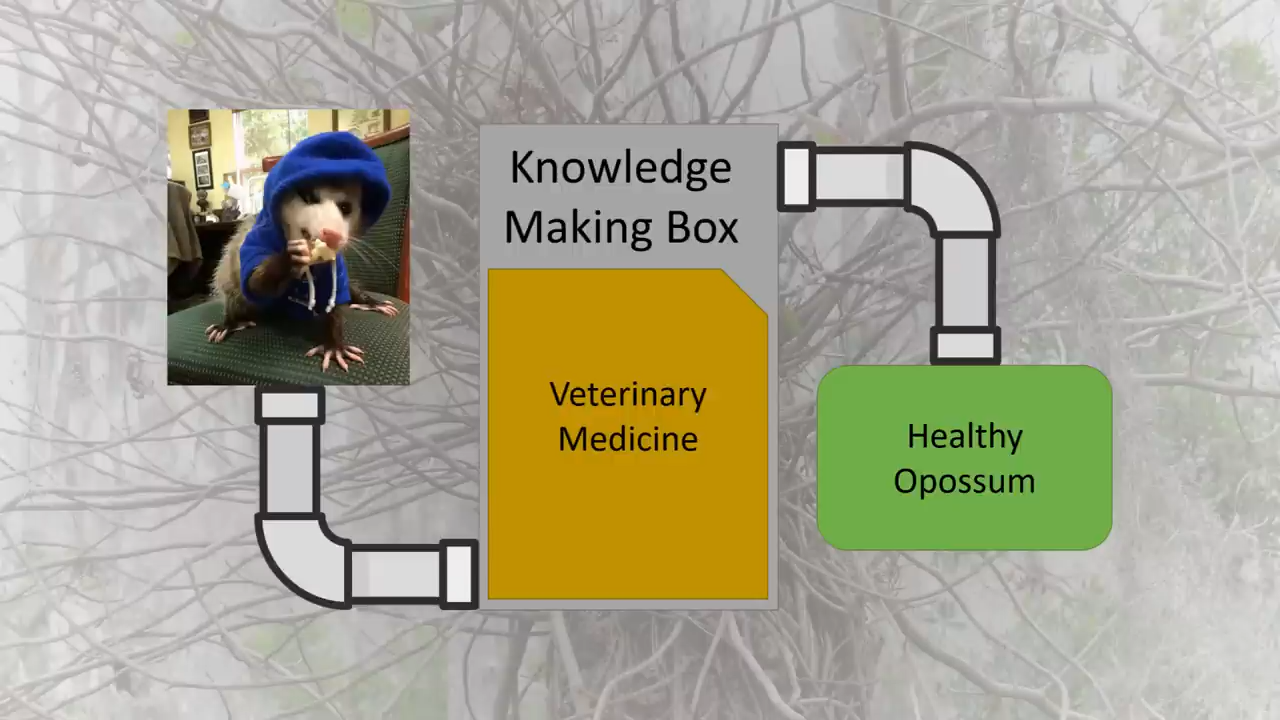 Knowledge
Making Box
Veterinary
Medicine
Healthy
Opossum